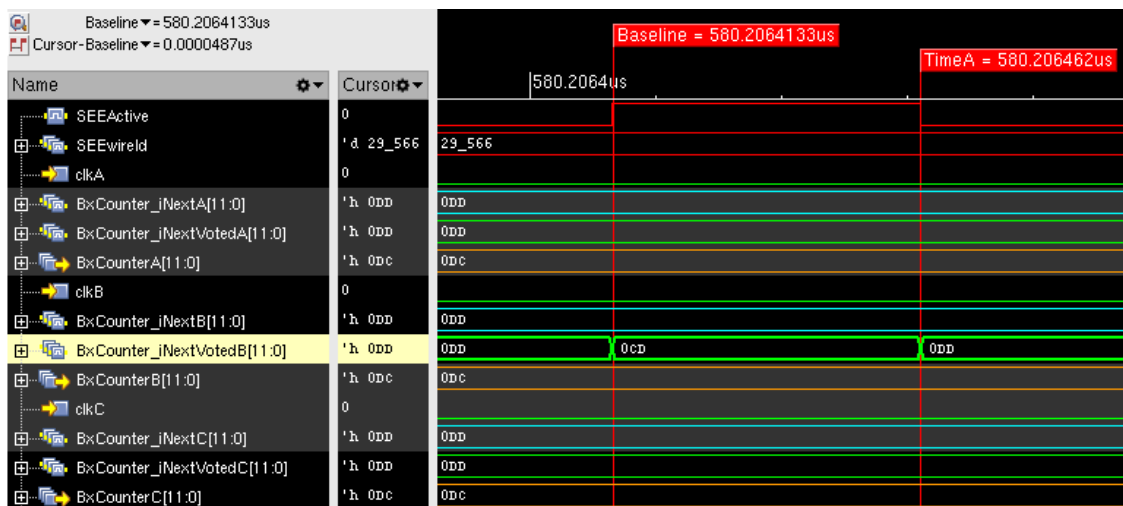 Baseline▼= 580.2064133us
Cursor-Baseline▼= 0.0000487us
Baseline = 580.2064133us
TimeA = 580.206462us
Name Cursor 580.2064us
SEEActive 0
SEEwireId 'd 29_566 29_566
clkA 0
BxCounter_iNextA[11:0] 'h 0DD 0DD
BxCounter_iNextVotedA[11:0] 'h 0DD 0DD
BxCounterA[11:0] 'h 0DC 0DC
clkB 0
BxCounter_iNextB[11:0] 'h 0DD 0DD
BxCounter_iNextVotedB[11:0] 'h 0DD 0DD 0CD 0DD
BxCounterB[11:0] 'h 0DC 0DC
clkC 0
BxCounter_iNextC[11:0] 'h 0DD 0DD
BxCounter_iNextVotedC[11:0] 'h 0DD 0DD
BxCounterC[11:0] 'h 0DC 0DC